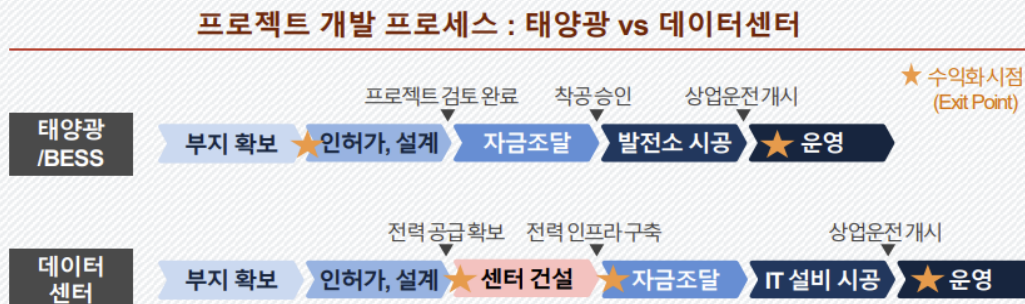 프로젝트 개발 프로세스 : 태양광 vs 데이터센터
★ 수익화 시점
(Exit Point)
프로젝트 검토 완료 착공 승인 상업운전 개시
태양광
/BESS
부지 확보 인허가, 설계 자금조달 발전소 시공 운영
전력 공급 확보 전력 인프라 구축 상업운전 개시
데이터
센터
부지 확보 인허가, 설계 센터 건설 자금조달 IT 설비 시공 운영